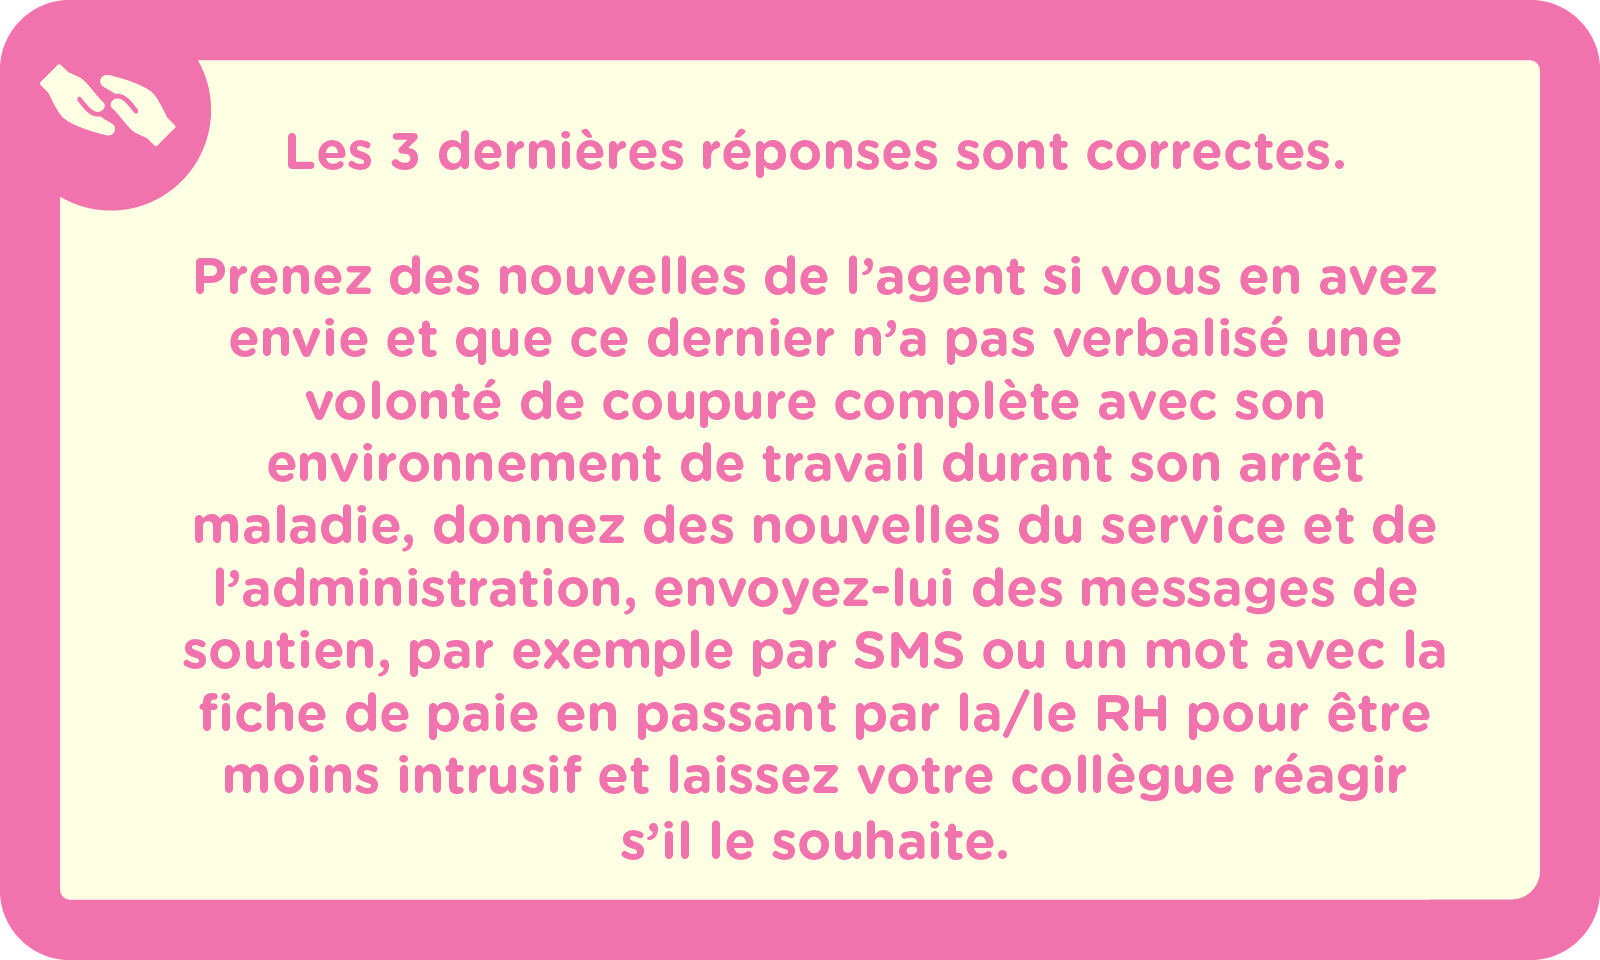 Les 3 dernières réponses sont correctes.
Prenez des nouvelles de l’agent si vous en avez
envie et que ce dernier n’a pas verbalisé une
volonté de coupure complète avec son
environnement de travail durant son arrêt
maladie, donnez des nouvelles du service et de
l’administration, envoyez-lui des messages de
soutien, par exemple par SMS ou un mot avec la
fiche de paie en passant par la/le RH pour être
moins intrusif et laissez votre collègue réagir
s’il le souhaite.